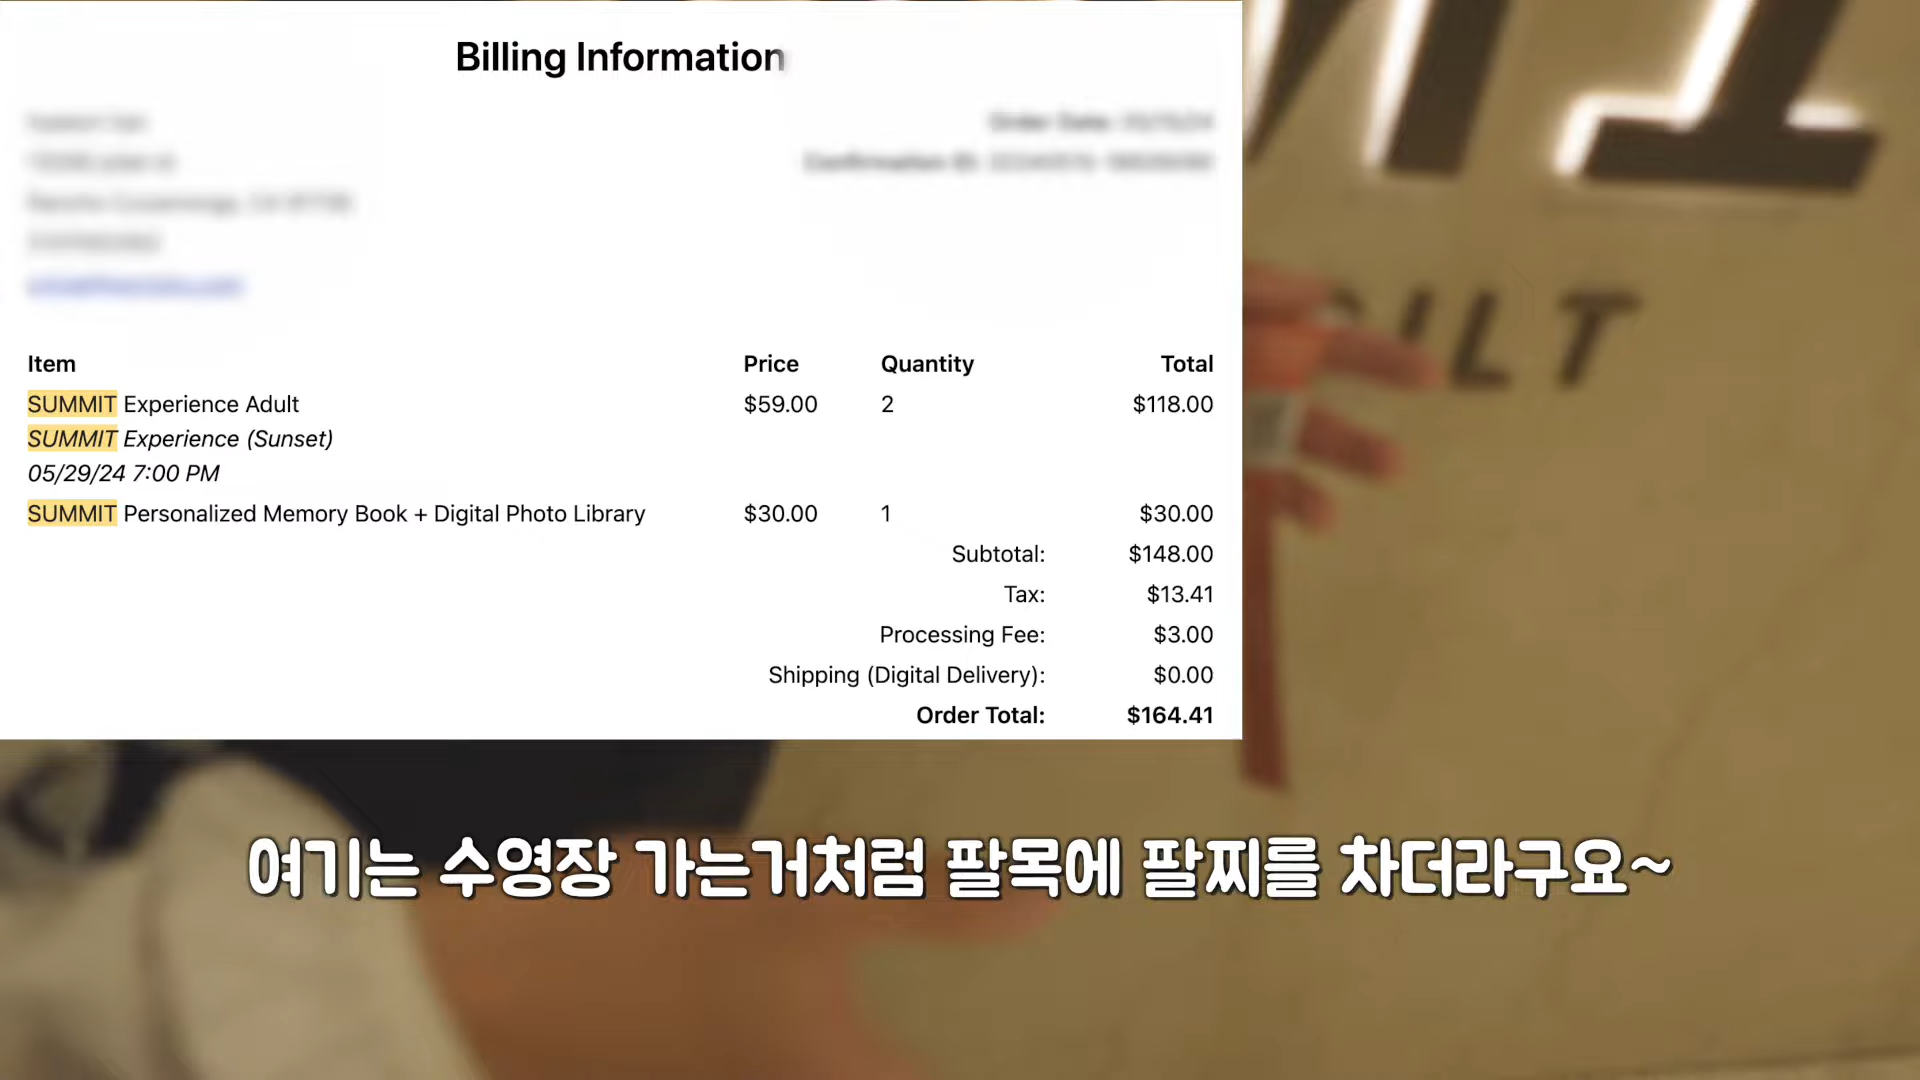 Billing Information
Item Price Quantity Total
SUMMIT Experience Adult $59.00 2 $118.00
SUMMIT Experience (Sunset)
05/29/24 7:00 PM
SUMMIT Personalized Memory Book + Digital Photo Library $30.00 1 $30.00
Subtotal: $148.00
Tax: $13.41
Processing Fee: $3.00
Shipping (Digital Delivery): $0.00
Order Total: $164.41
여기는 수영장 가는거처럼 팔목에 팔찌를 차더라구요~